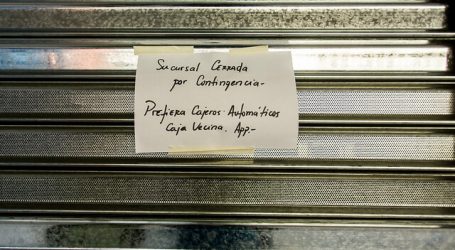 Sucursal Cerrada
por Contingencia-
Prefiera Cajeros Automáticos
Caja Vecina. App.-